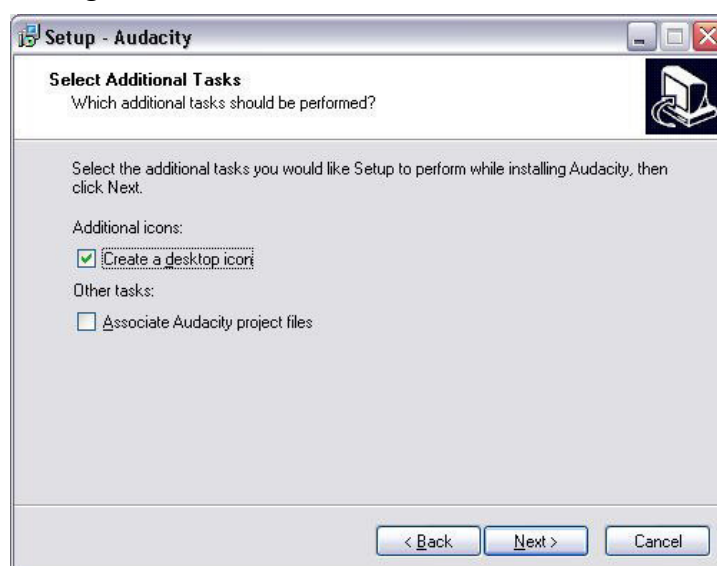 Setup - Audacity
Select Additional Tasks
Which additional tasks should be performed?
Select the additional tasks you would like Setup to perform while installing Audacity, then
click Next.
Additional icons:
Create a desktop icon
Other tasks:
Associate Audacity project files
< Back Next > Cancel